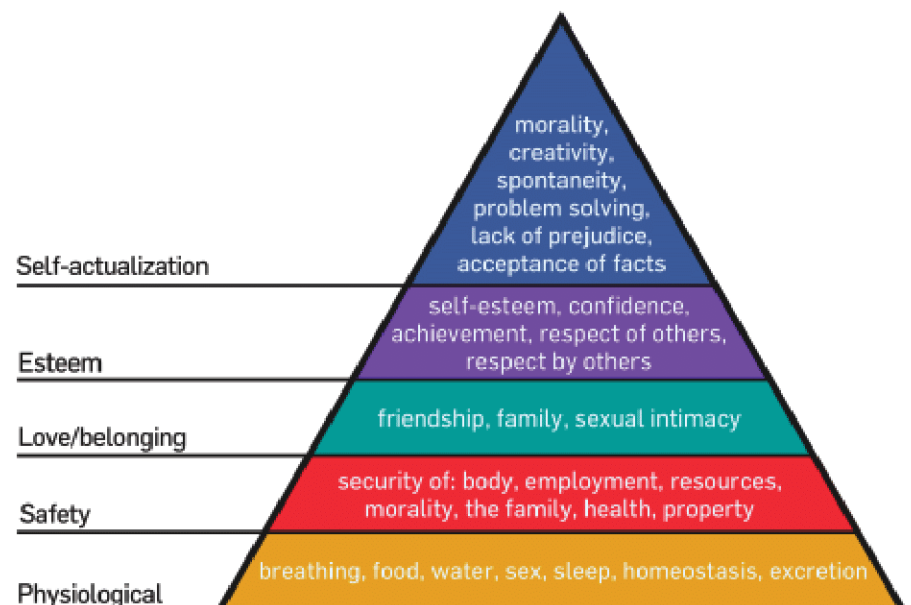 morality,
creativity,
spontaneity,
problem solving,
lack of prejudice,
acceptance of facts
Self-actualization
self-esteem, confidence,
achievement, respect of others,
respect by others
Esteem
friendship, family, sexual intimacy
Love/belonging
security of: body, employment, resources,
morality, the family, health, property
Safety
breathing, food, water, sex, sleep, homeostasis, excretion
Physiological